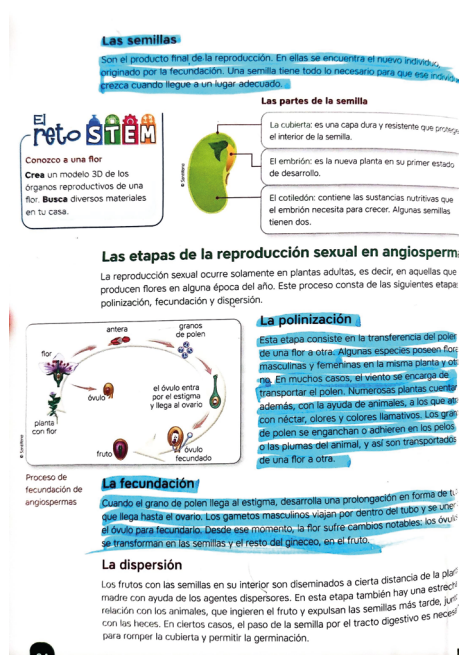 Las semillas
Son el producto final de la reproducción. En ellas se encuentra el nuevo individuo,
originado por la fecundación. Una semilla tiene todo lo necesario para que ese individuo
crezca cuando llegue a un lugar adecuado.
El
reto STEM
Conozco a una flor
Crea un modelo 3D de los
órganos reproductivos de una
flor. Busca diversos materiales
en tu casa.
Las partes de la semilla
© Santillana
La cubierta: es una capa dura y resistente que protege
el interior de la semilla.
El embrión: es la nueva planta en su primer estado
de desarrollo.
El cotiledón: contiene las sustancias nutritivas que
el embrión necesita para crecer. Algunas semillas
tienen dos.
Las etapas de la reproducción sexual en angiosperm
La reproducción sexual ocurre solamente en plantas adultas, es decir, en aquellas que
producen flores en alguna época del año. Este proceso consta de las siguientes etapa
polinización, fecundación y dispersión.
antera
granos
de polen
flor
óvulo
el óvulo entra
por el estigma
y llega al ovario
planta
con flor
fruto
óvulo
fecundado
© Santillana
Proceso de
fecundación de
angiospermas
La polinización
Esta etapa consiste en la transferencia del polen
de una flor a otra. Algunas especies poseen flore
masculinas y femeninas en la misma planta y ot
no. En muchos casos, el viento se encarga de
transportar el polen. Numerosas plantas cuentan
además, con la ayuda de animales, a los que atr
con néctar, olores y colores llamativos. Los gran
de polen se enganchan o adhieren en los pelos
o las plumas del animal, y así son transportados
de una flor a otra.
La fecundación
Cuando el grano de polen llega al estigma, desarrolla una prolongación en forma de tu
que llega hasta el ovario. Los gametos masculinos viajan por dentro del tubo y se unen
el óvulo para fecundarlo. Desde ese momento, la flor sufre cambios notables: los óvulo
se transforman en las semillas y el resto del gineceo, en el fruto.
La dispersión
Los frutos con las semillas en su interior son diseminados a cierta distancia de la plan
madre con ayuda de los agentes dispersores. En esta etapa también hay una estrech
relación con los animales, que ingieren el fruto y expulsan las semillas más tarde, junt
con las heces. En ciertos casos, el paso de la semilla por el tracto digestivo es neces
para romper la cubierta y permitir la germinación.